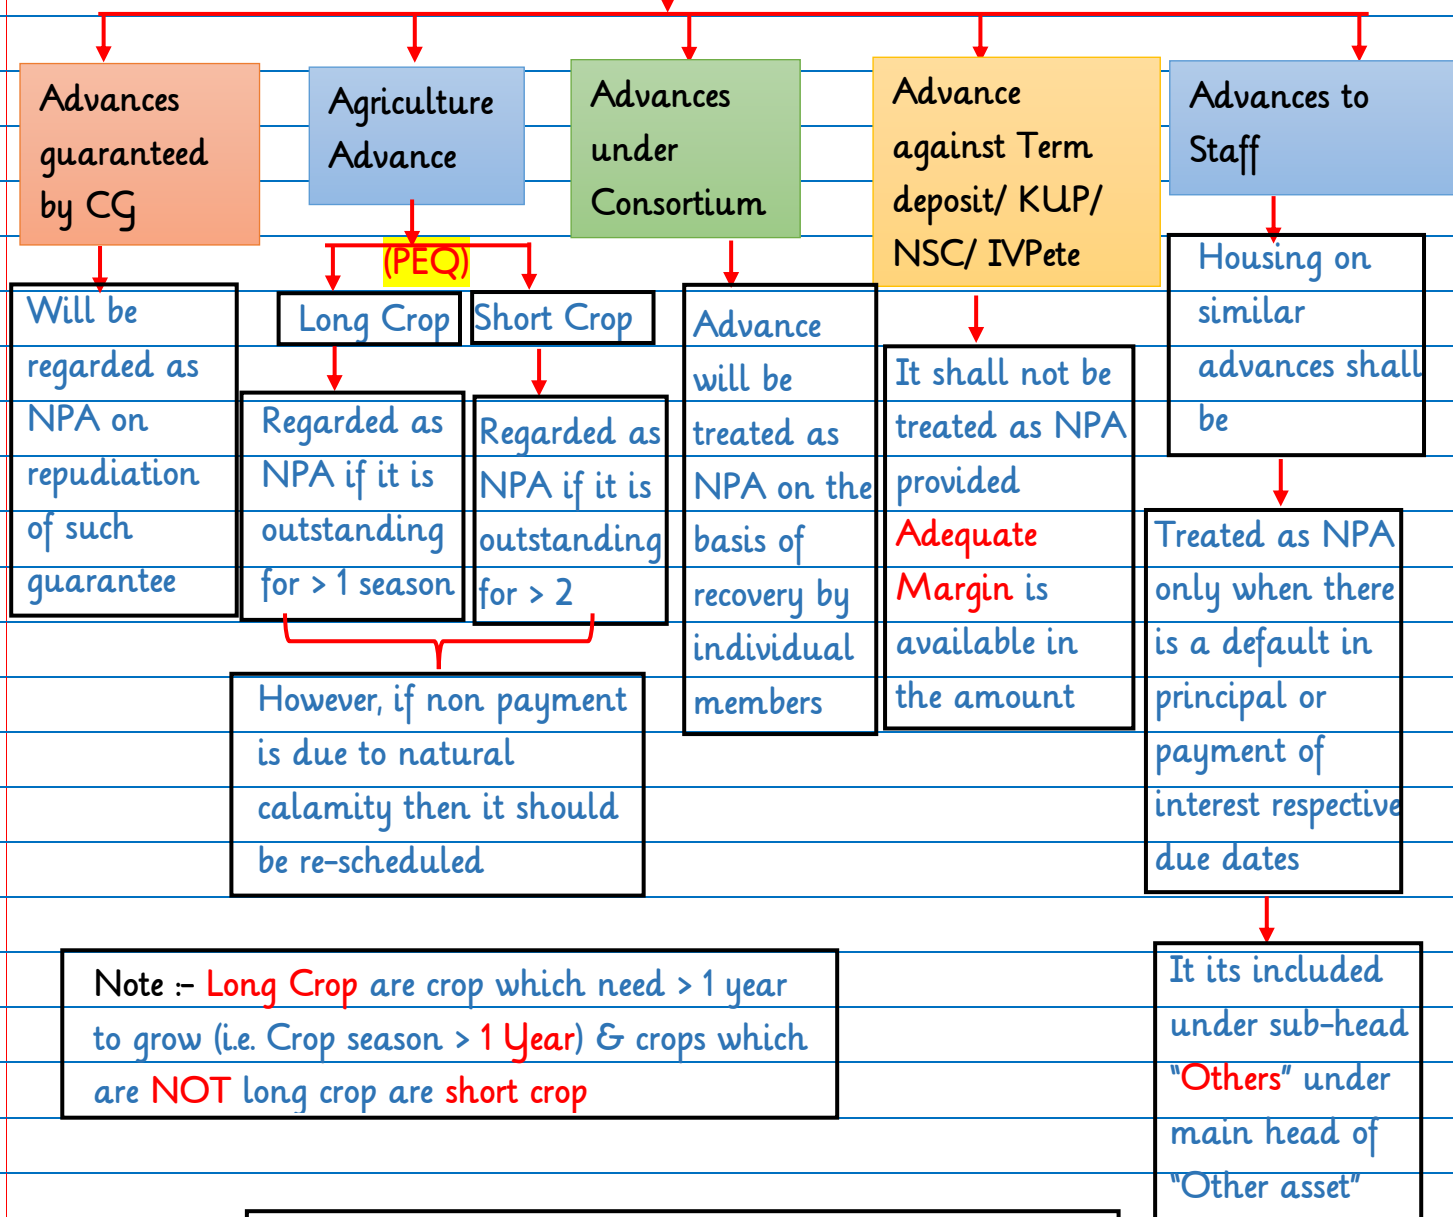 Advances
guaranteed
by CG
Agriculture
Advance
Advances
under
Consortium
Advance
against Term
deposit/ KUP/
NSC/ IVPete
Advances to
Staff
Will be
regarded as
NPA on
repudiation
of such
guarantee
(PEQ)
Long Crop
Short Crop
Regarded as
NPA if it is
outstanding
for > 1 season
Regarded as
NPA if it is
outstanding
for > 2
However, if non payment
is due to natural
calamity then it should
be re-scheduled
Advance
will be
treated as
NPA on the
basis of
recovery by
individual
members
It shall not be
treated as NPA
provided
Adequate
Margin is
available in
the amount
Housing on
similar
advances shall
be
Treated as NPA
only when there
is a default in
principal or
payment of
interest respective
due dates
It its included
under sub-head
"Others" under
main head of
"Other asset"
Note :- Long Crop are crop which need > 1 year
to grow (i.e. Crop season > 1 Year) & crops which
are NOT long crop are short crop